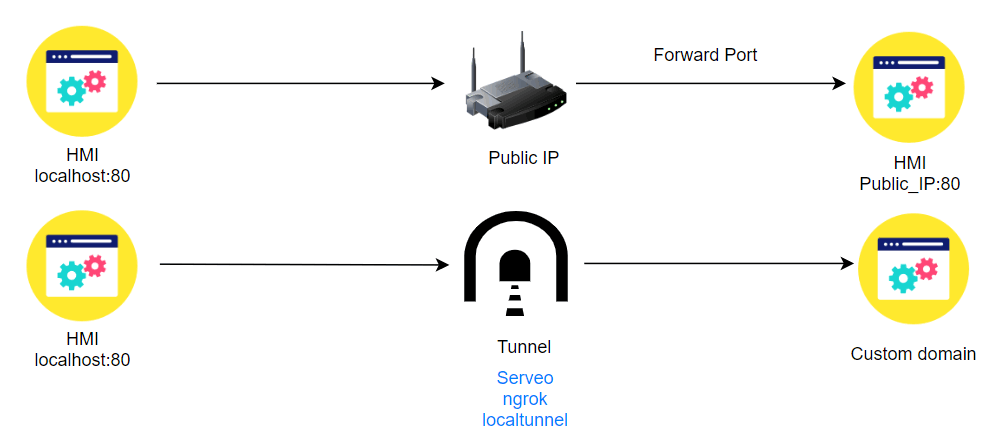 Forward Port
HMI
localhost:80
Public IP
HMI
Public_IP:80
HMI
localhost:80
Tunnel
Serveo
ngrok
localtunnel
Custom domain